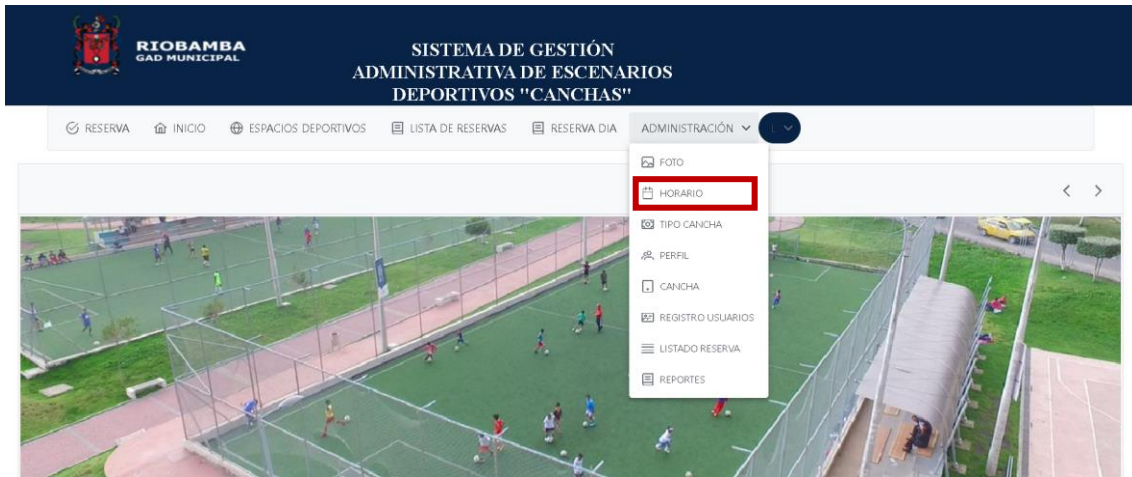 RIOBAMBA
GAD MUNICIPAL
SISTEMA DE GESTIÓN
ADMINISTRATIVA DE ESCENARIOS
DEPORTIVOS "CANCHAS"
RESERVA INICIO ESPACIOS DEPORTIVOS LISTA DE RESERVAS RESERVA DIA ADMINISTRACIÓN L
FOTO
HORARIO
TIPO CANCHA
PERFIL
CANCHA
REGISTRO USUARIOS
LISTADO RESERVA
REPORTES